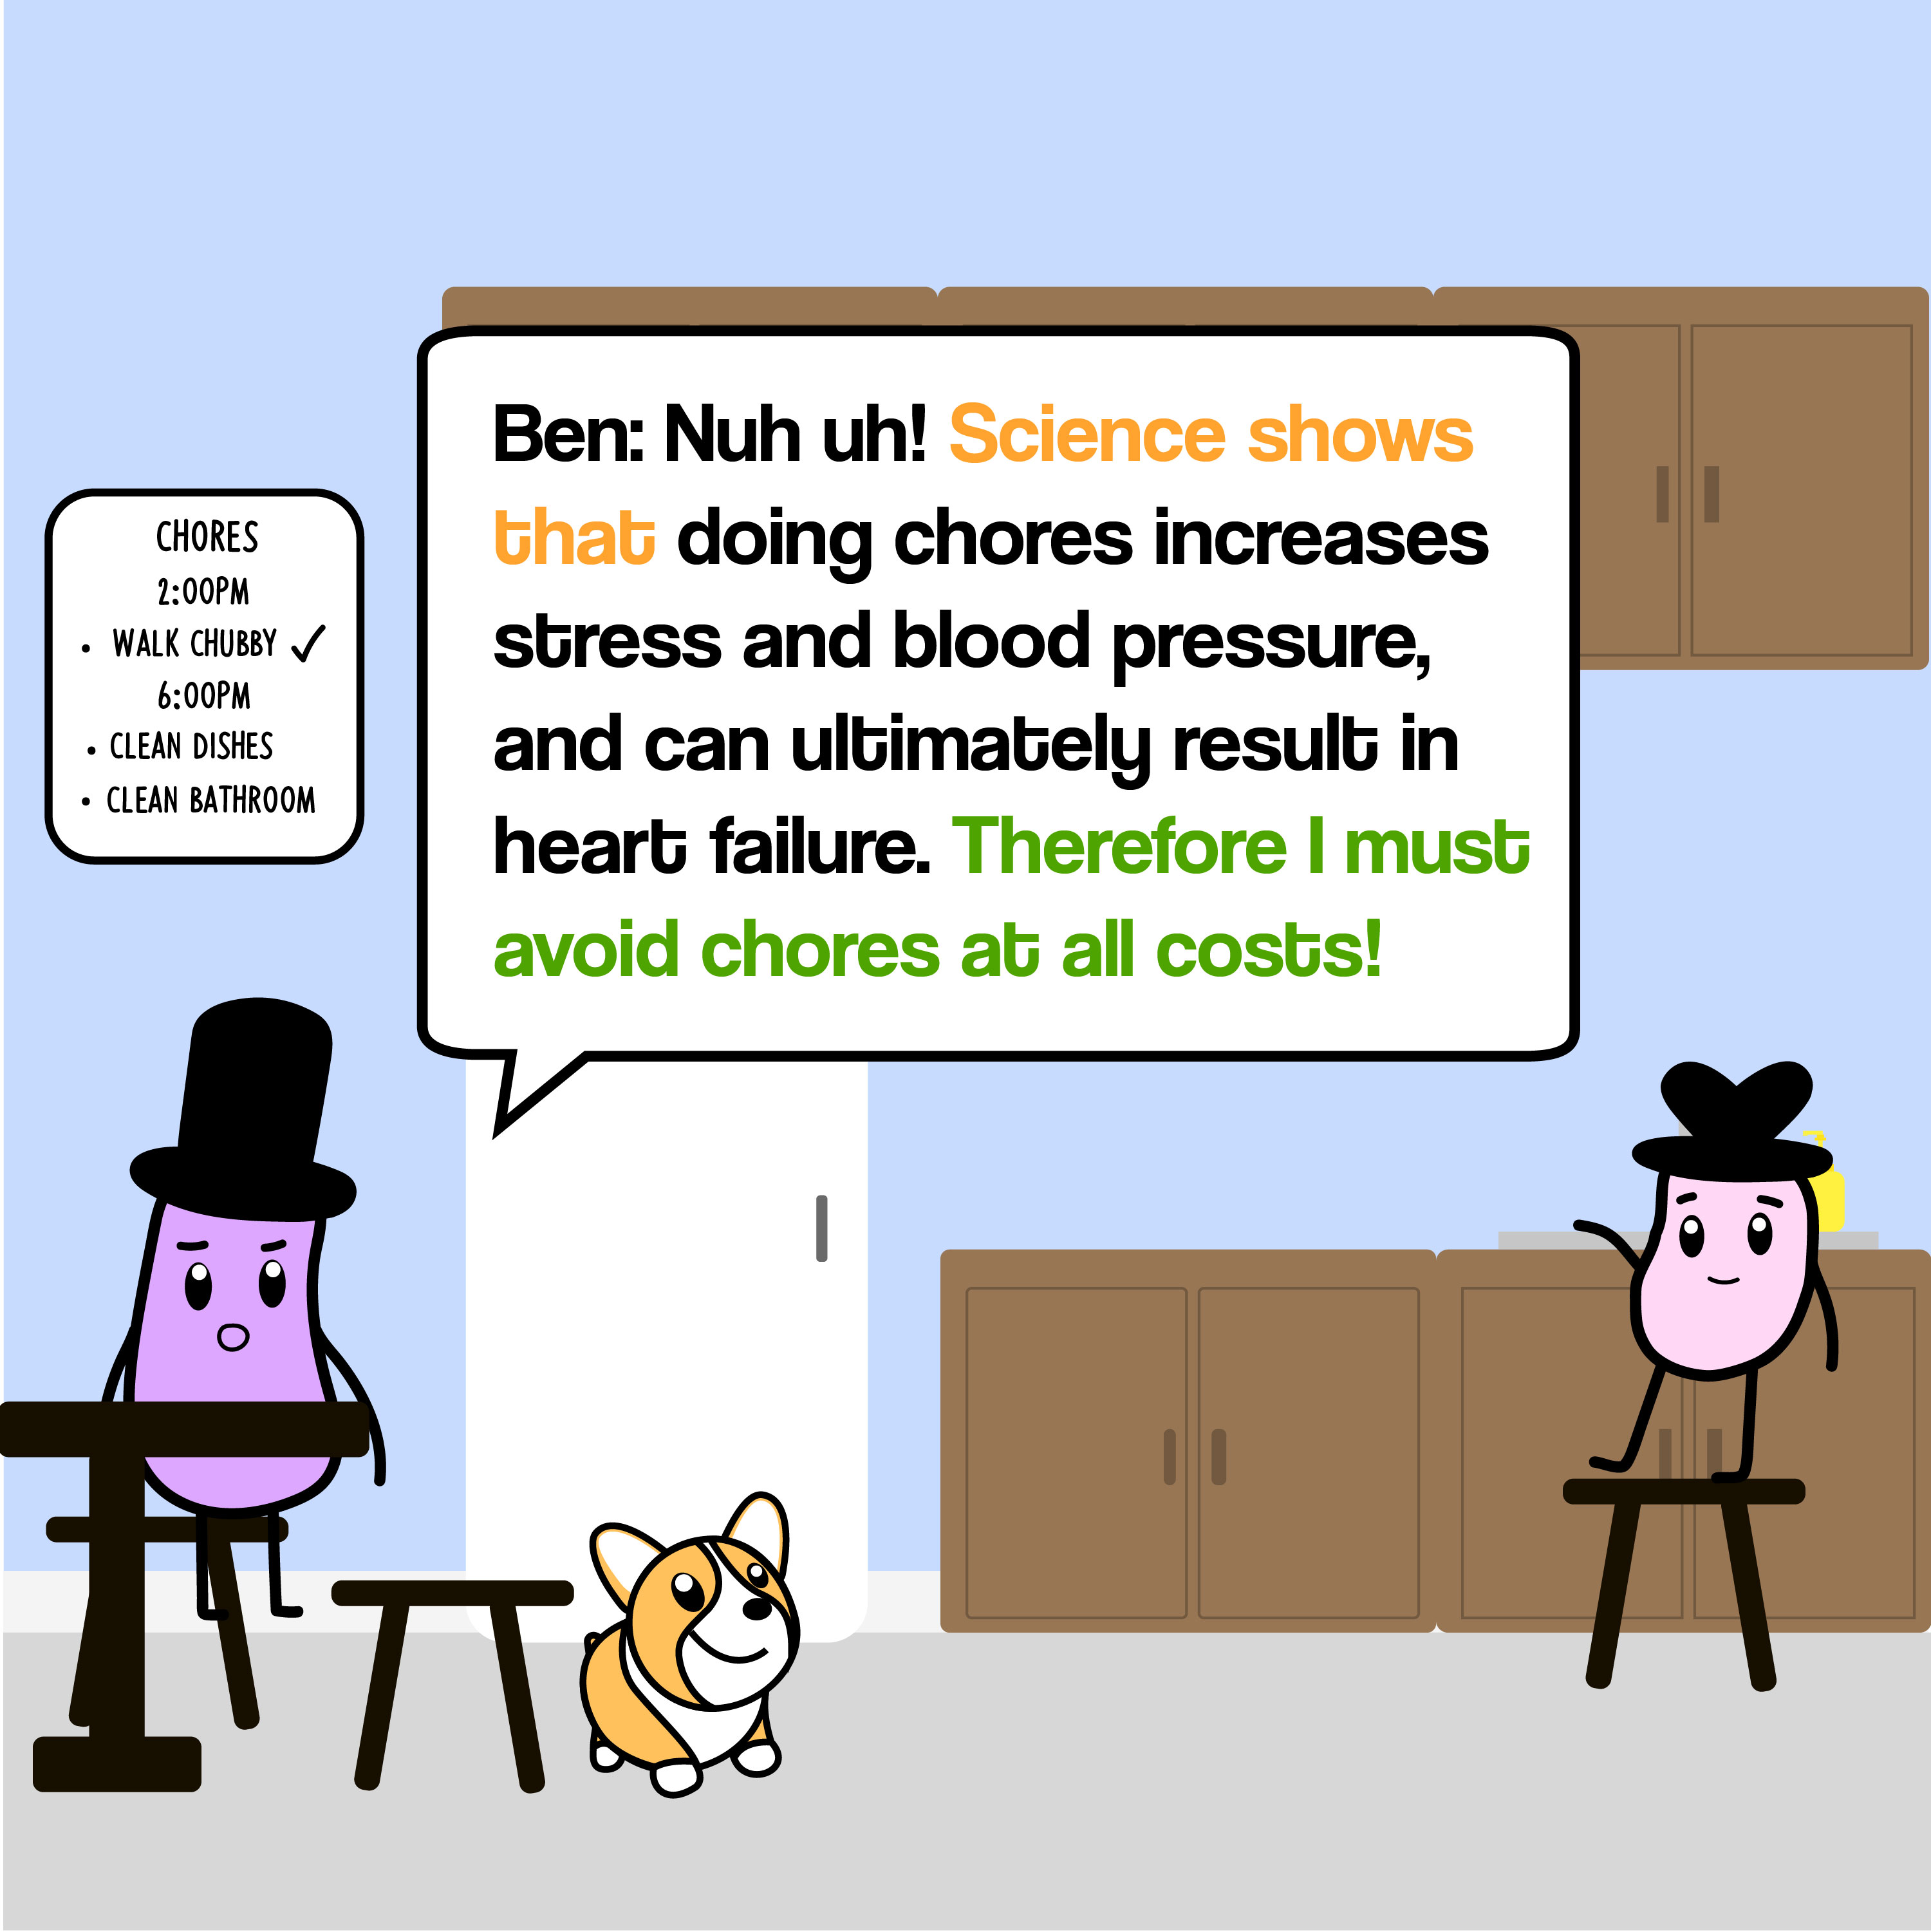 CHORES
2:00PM
• WALK CHUBBY ✓
6:00PM
• CLEAN DISHES
• CLEAN BATHROOM
Ben: Nuh uh! Science shows
that doing chores increases
stress and blood pressure,
and can ultimately result in
heart failure. Therefore I must
avoid chores at all costs!